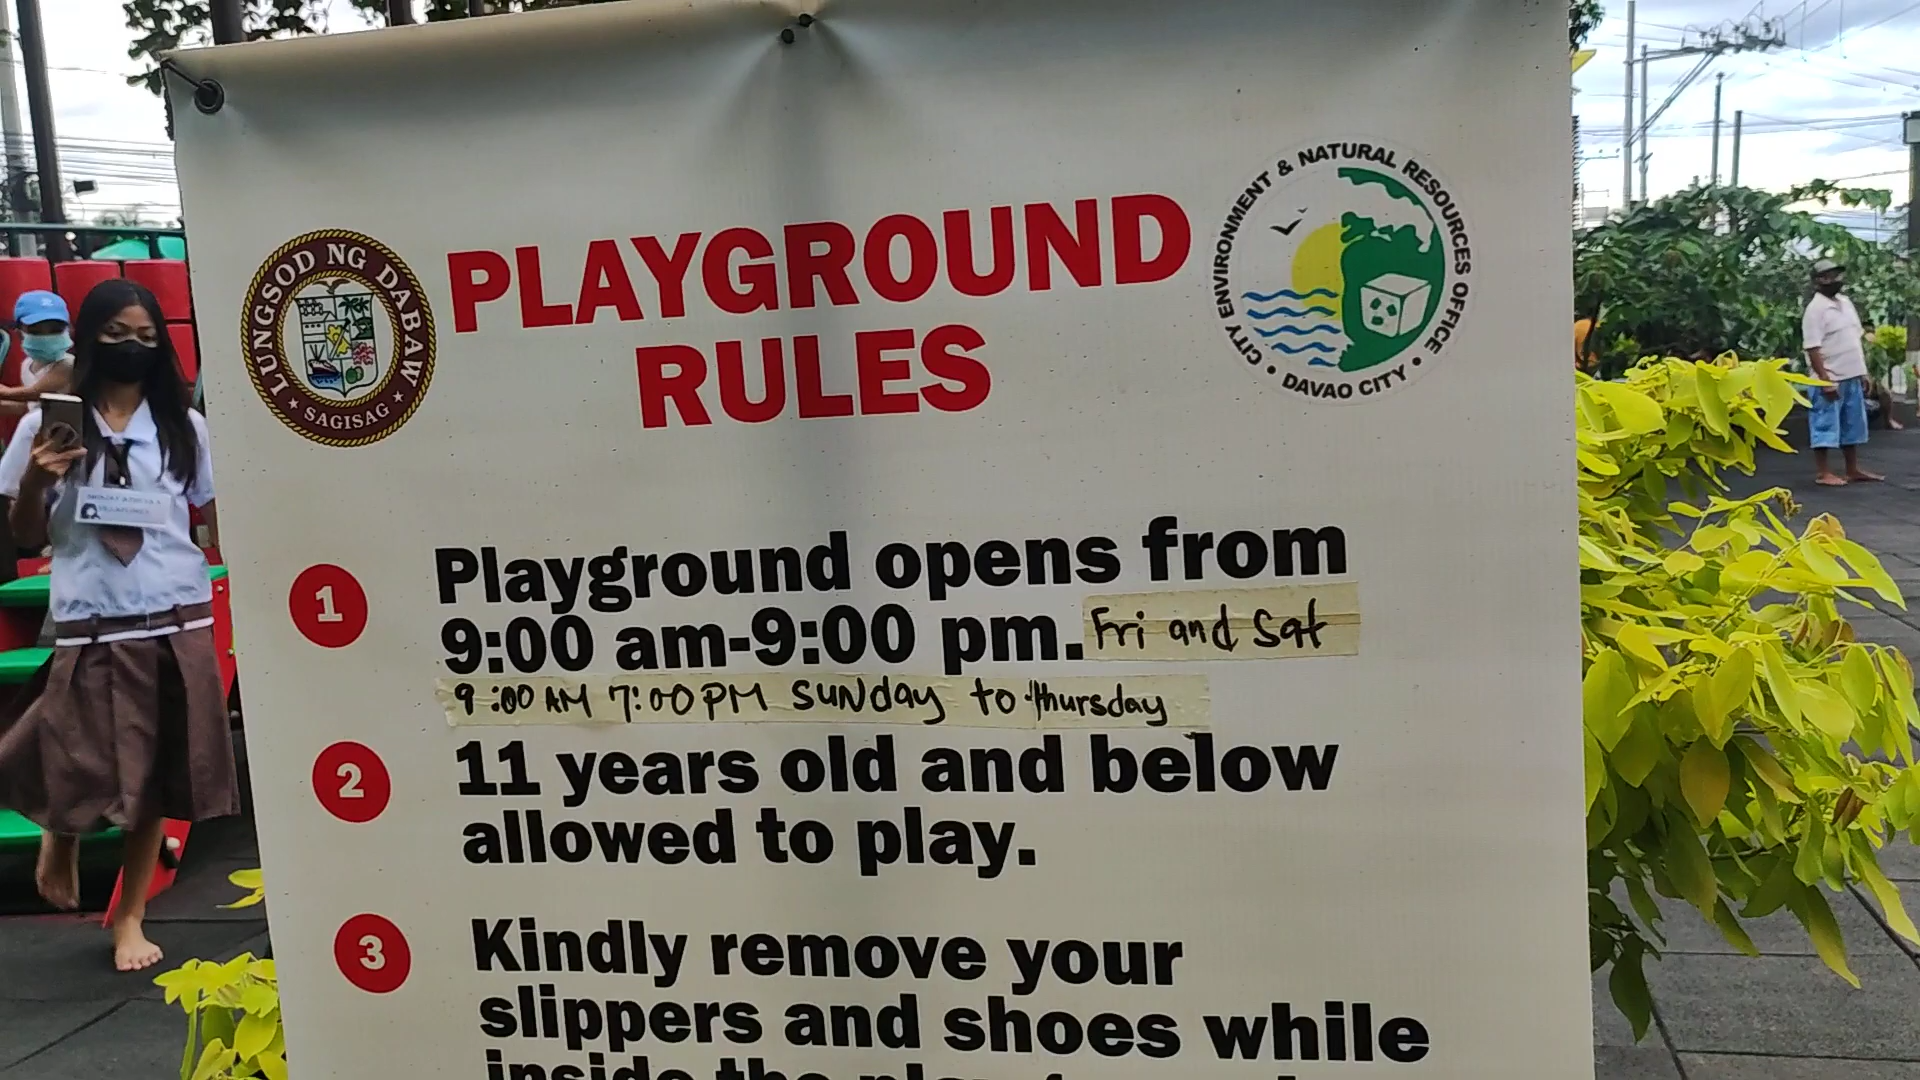 LUNGSOD NG DABAW
SAGISAG
PLAYGROUND
RULES
CITY ENVIRONMENT & NATURAL RESOURCES OFFICE
DAVAO CITY
1 Playground opens from
9:00 am-9:00 pm. Fri and Sat
9:00 AM 7:00 PM Sunday to thursday
2 11 years old and below
allowed to play.
3 Kindly remove your
slippers and shoes while
inside the